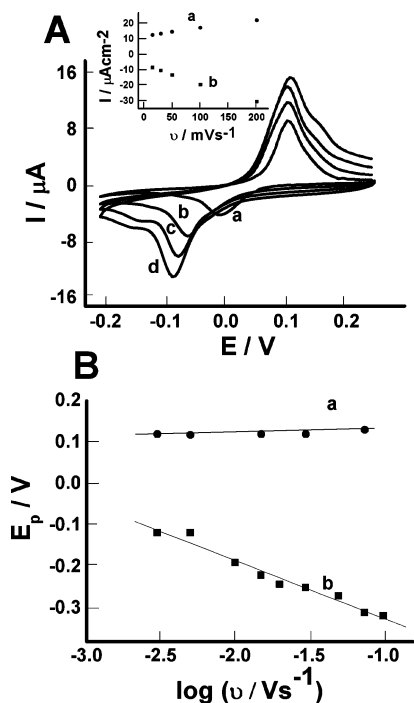 A
I / μAcm-2
20
10
0
-10
-20
-30
a
b
0
50
100
150
200
υ / mVs-1
I / μA
16
8
0
-8
-16
a
b
c
d
-0.2
-0.1
0.0
0.1
0.2
E / V
B
Ep / V
0.2
0.1
0.0
-0.1
-0.2
-0.3
a
b
-3.0
-2.5
-2.0
-1.5
-1.0
log (υ / Vs-1)